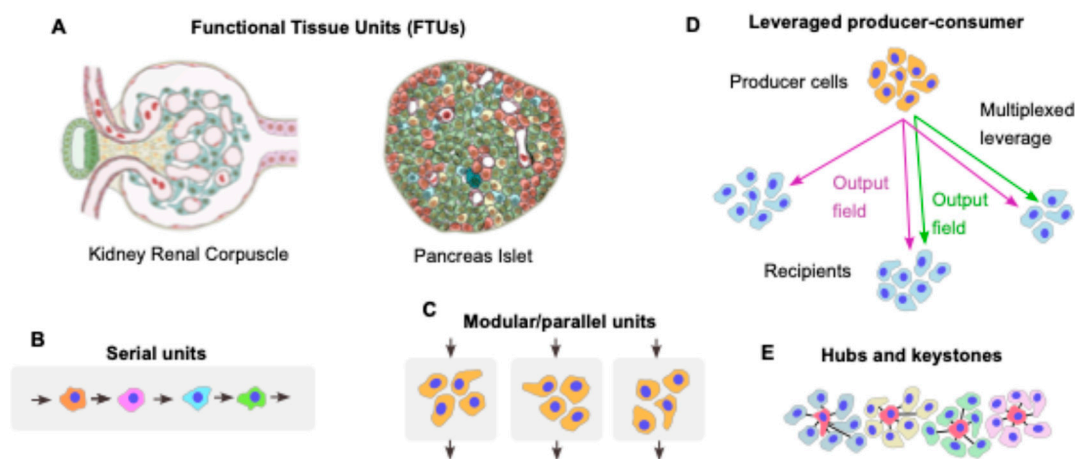 A
Functional Tissue Units (FTUs)
Kidney Renal Corpuscle
Pancreas Islet
B
Serial units
C
Modular/parallel units
D
Leveraged producer-consumer
Producer cells
Multiplexed
leverage
Output
field
Output
field
Recipients
E
Hubs and keystones